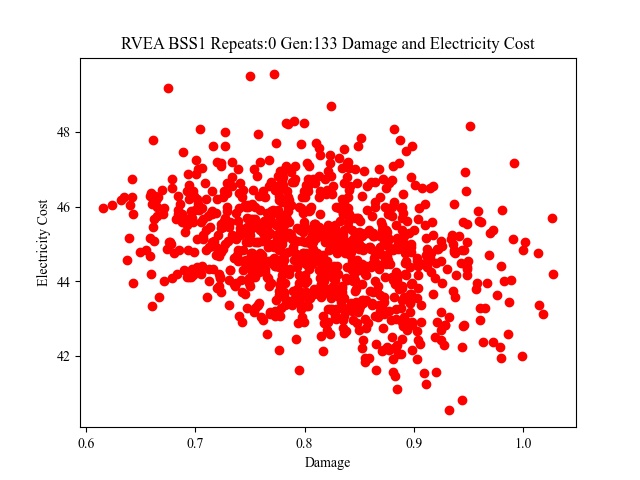 RVEA BSS1 Repeats:0 Gen:133 Damage and Electricity Cost
48
46
44
42
Electricity Cost
0.6 0.7 0.8 0.9 1.0
Damage